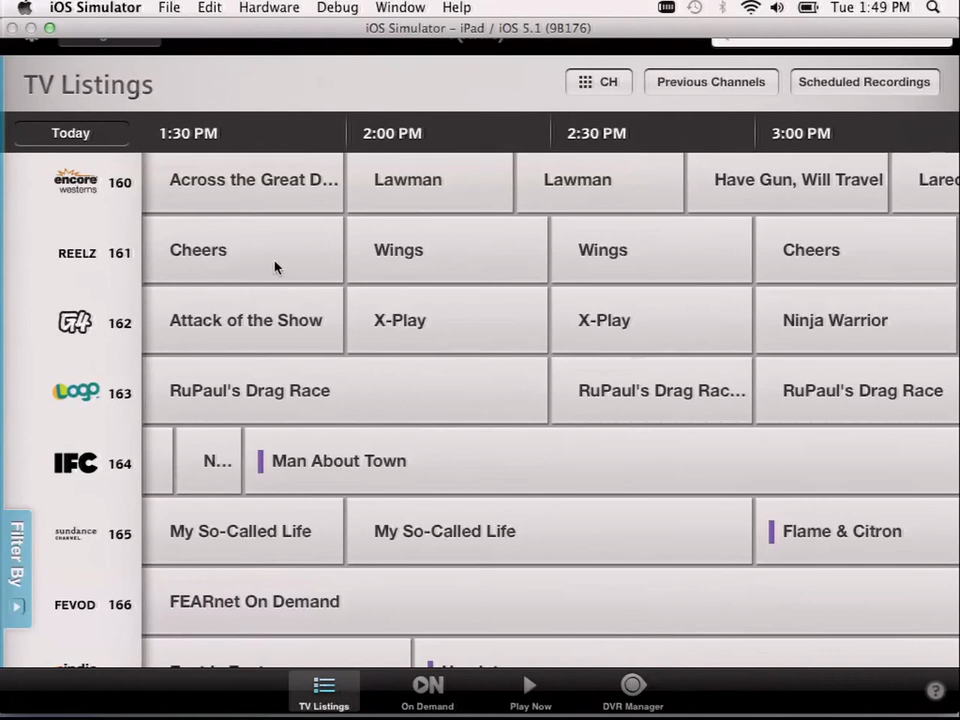 iOS Simulator File Edit Hardware Debug Window Help Tue 1:49 PM
iOS Simulator – iPad / iOS 5.1 (9B176)
TV Listings
CH Previous Channels Scheduled Recordings
Today 1:30 PM 2:00 PM 2:30 PM 3:00 PM
encore westerns 160 Across the Great D... Lawman Lawman Have Gun, Will Travel
REELZ 161 Cheers Wings Wings Cheers
G4 162 Attack of the Show X-Play X-Play Ninja Warrior
Logo 163 RuPaul's Drag Race RuPaul's Drag Rac... RuPaul's Drag Race
IFC 164 N... Man About Town
sundance CHANNEL 165 My So-Called Life My So-Called Life Flame & Citron
Filter By
FEVOD 166 FEARnet On Demand
ON
TV Listings On Demand Play Now DVR Manager ?